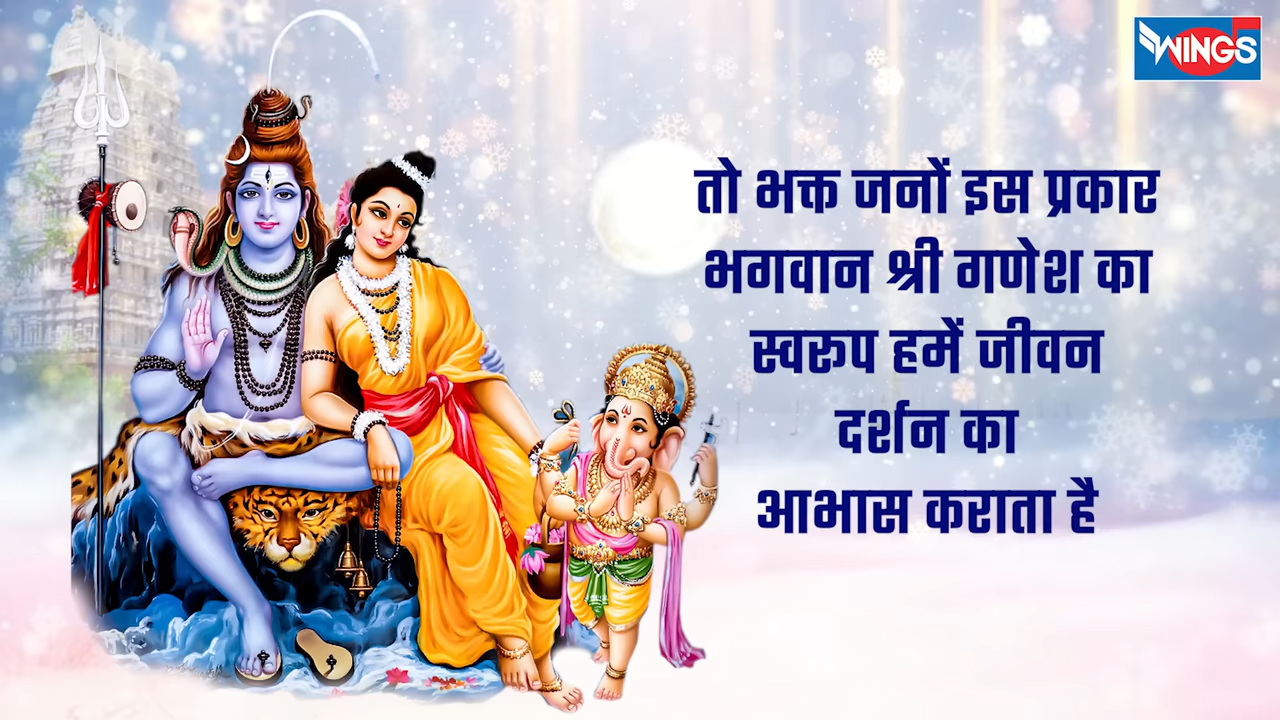 WINGS
तो भक्त जनों इस प्रकार
भगवान श्री गणेश का
स्वरूप हमें जीवन
दर्शन का
आभास कराता है